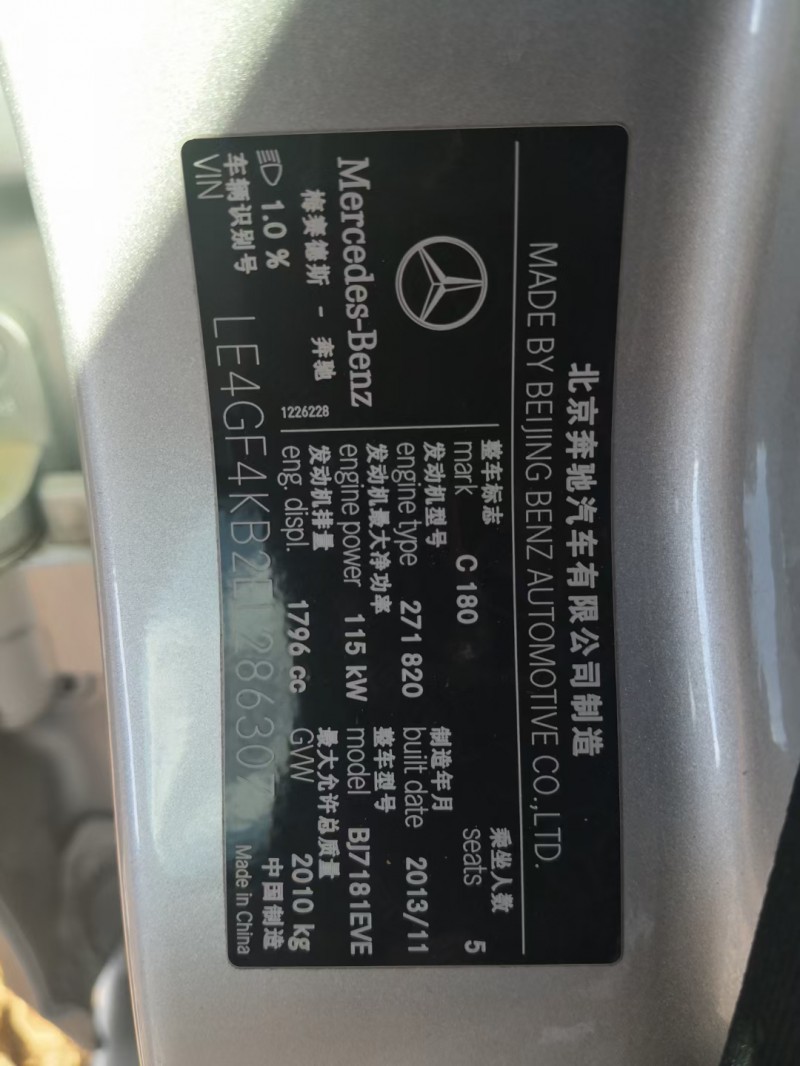 北京奔驰汽车有限公司制造
MADE BY BEIJING BENZ AUTOMOTIVE CO.,LTD.
Mercedes-Benz
梅赛德斯 - 奔驰
1226228
1.0 %
整车标志
mark C 180
乘坐人数
seats 5
发动机型号
engine type 271 820
制造年月
built date 2013/11
发动机最大净功率
engine power 115 kW
整车型号
model BJ7181EVE
发动机排量
eng. displ. 1796 cc
最大允许总质量
GVW 2010 kg
车辆识别号
VIN
中国制造
Made in China